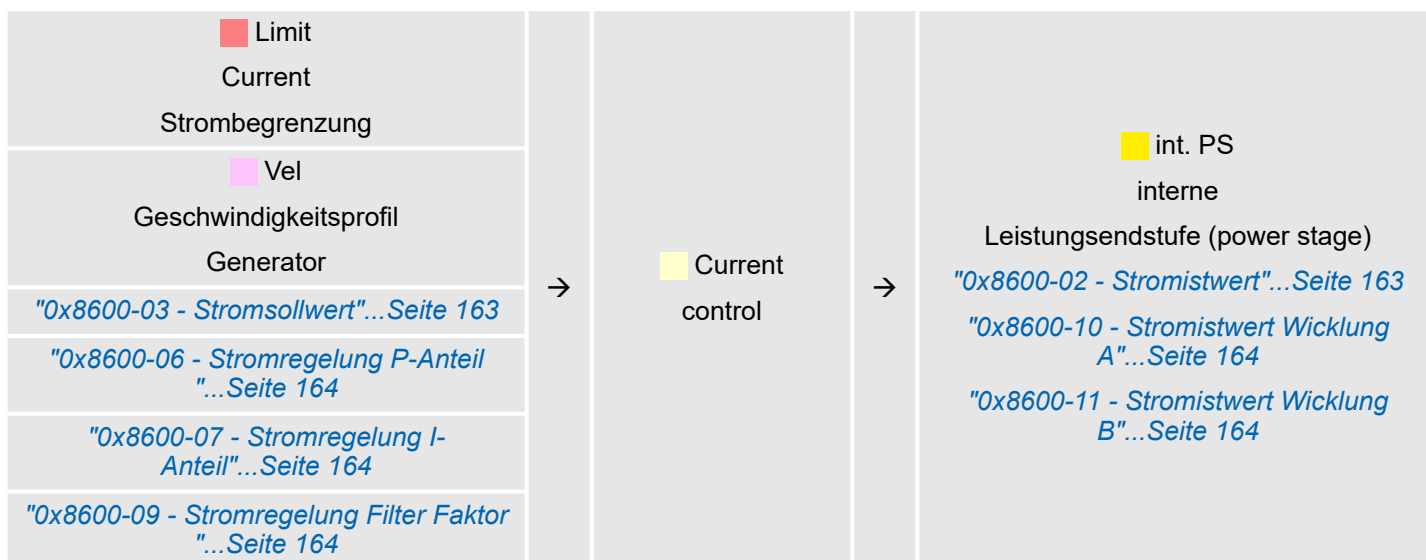 Limit
Current
Strombegrenzung
Vel
Geschwindigkeitsprofil
Generator
"0x8600-03 - Stromsollwert"...Seite 163
"0x8600-06 - Stromregelung P-Anteil
"...Seite 164
"0x8600-07 - Stromregelung I-
Anteil"...Seite 164
"0x8600-09 - Stromregelung Filter Faktor
"...Seite 164
→
Current
control
→
int. PS
interne
Leistungsendstufe (power stage)
"0x8600-02 - Stromistwert"...Seite 163
"0x8600-10 - Stromistwert Wicklung
A"...Seite 164
"0x8600-11 - Stromistwert Wicklung
B"...Seite 164